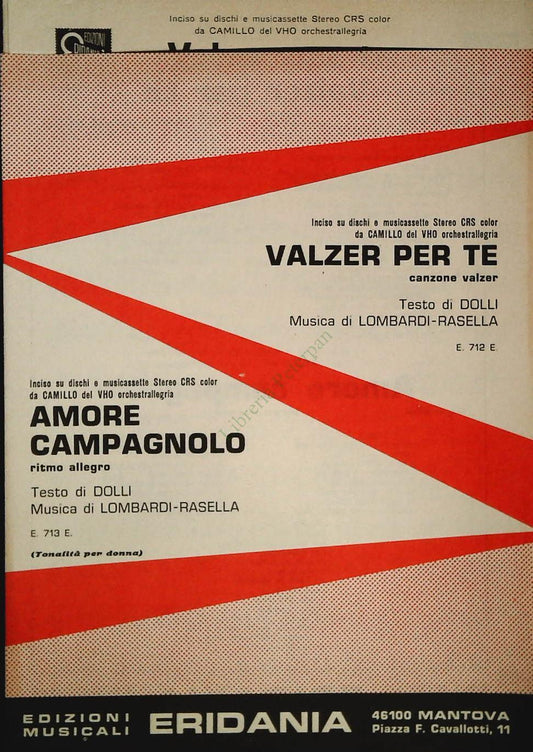 Inciso su dischi e musicassette Stereo CRS color
da CAMILLO del VHO orchestrallegria
EDIZIONI
Inciso su dischi e musicassette Stereo CRS color
da CAMILLO del VHO orchestrallegria
VALZER PER TE
canzone valzer
Testo di DOLLI
Musica di LOMBARDI-RASELLA
E. 712 E.
Inciso su dischi e musicassette Stereo CRS color
da CAMILLO del VHO orchestrallegria
AMORE
CAMPAGNOLO
ritmo allegro
Testo di DOLLI
Musica di LOMBARDI-RASELLA
E. 713 E.
(Tonalità per donna)
EDIZIONI
MUSICALI
ERIDANIA
46100 MANTOVA
Piazza F. Cavallotti, 11